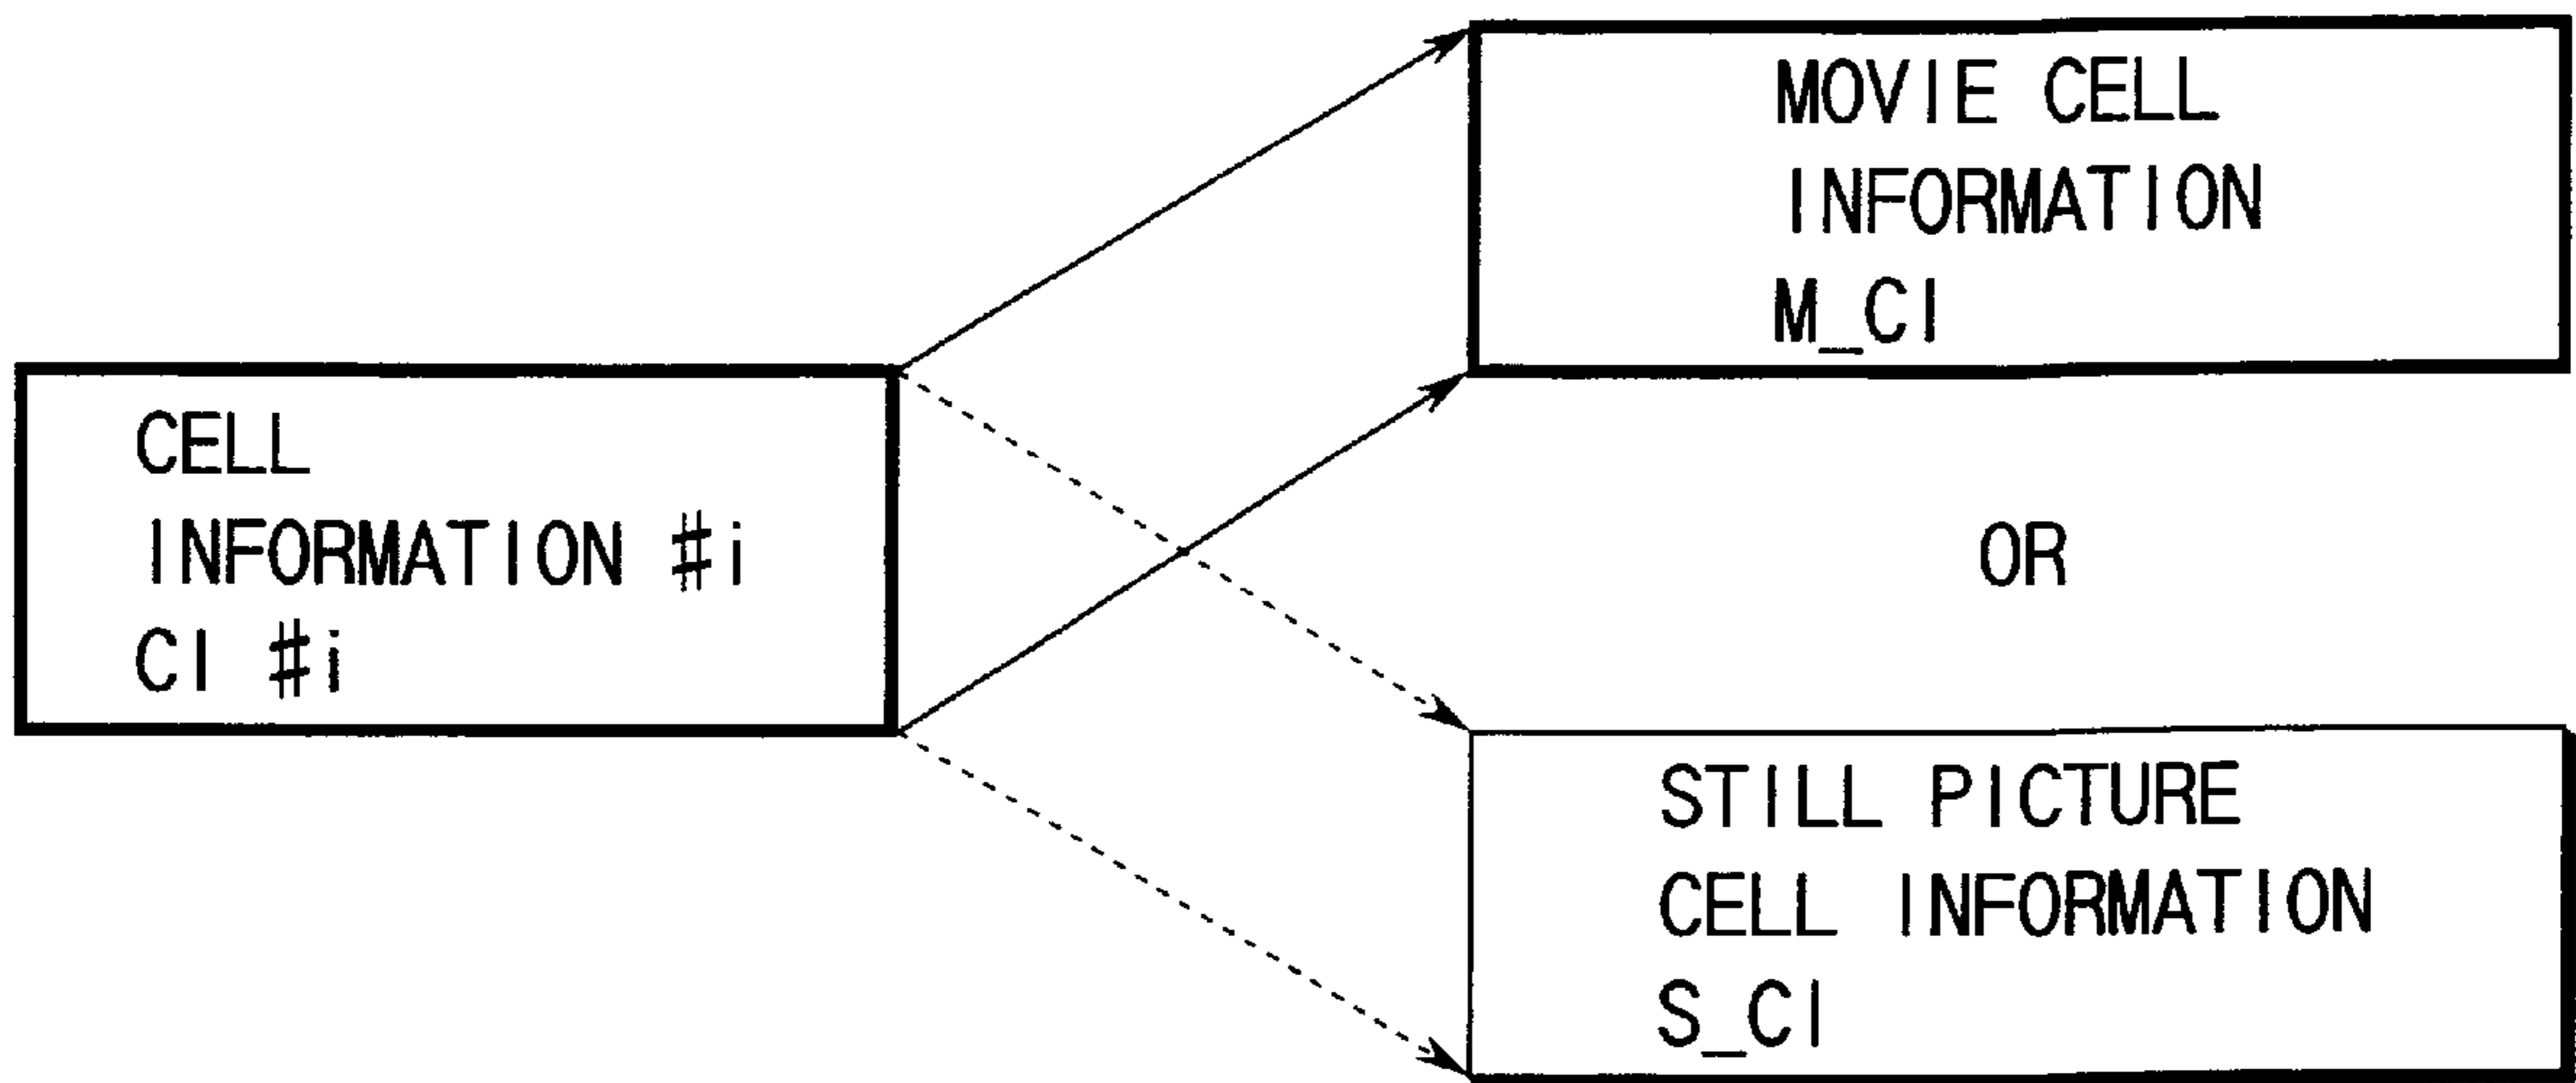 MOVIE CELL
INFORMATION
M_CI
CELL
INFORMATION #i
CI #i
OR
STILL PICTURE
CELL INFORMATION
S_CI